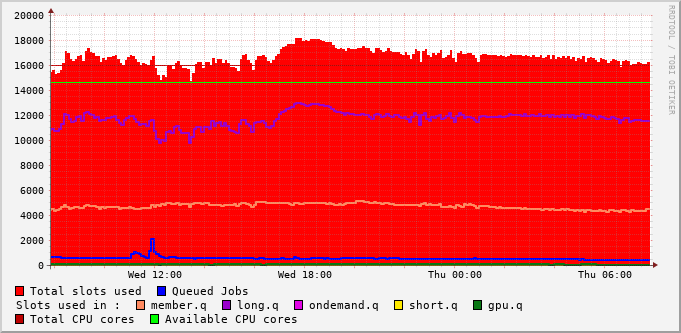 20000
18000
16000
14000
12000
10000
8000
6000
4000
2000
0
Wed 12:00 Wed 18:00 Thu 00:00 Thu 06:00
Total slots used Queued Jobs
Slots used in : member.q long.q ondemand.q short.q gpu.q
Total CPU cores Available CPU cores
RRDTOOL / TOBI OETIKER